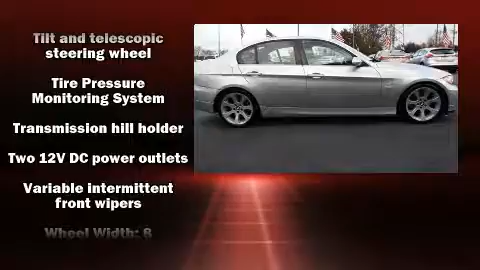 Tilt and telescopic
steering wheel
Tire Pressure
Monitoring System
Transmission hill holder
Two 12V DC power outlets
Variable intermittent
front wipers
Wheel Width: 8